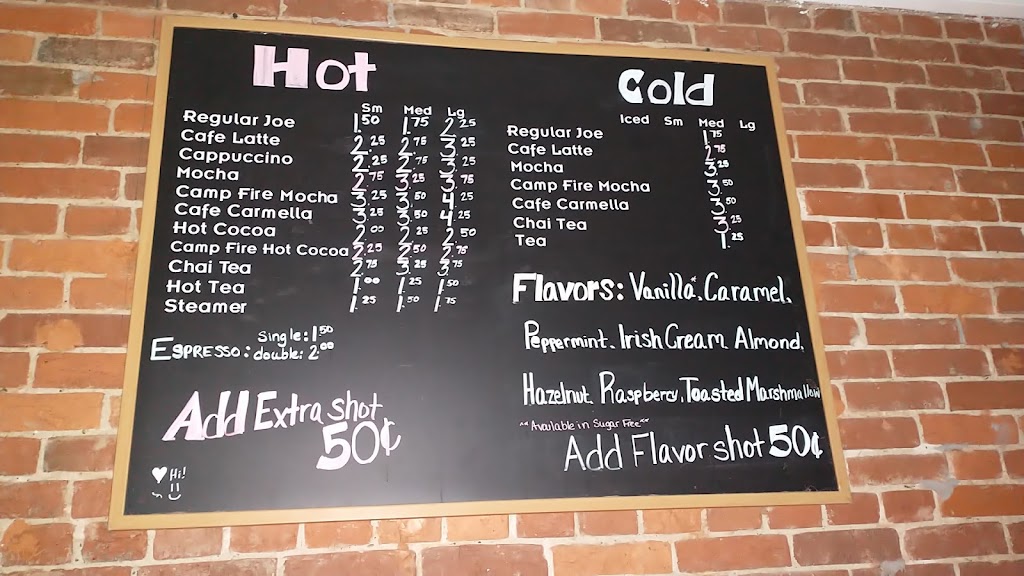 Hot
Sm Med Lg
Regular Joe 1.50 1.75 2.25
Cafe Latte 2.25 2.75 3.25
Cappuccino 2.25 2.75 3.25
Mocha 2.75 3.25 3.75
Camp Fire Mocha 3.25 3.50 4.25
Cafe Carmella 3.25 3.50 4.25
Hot Cocoa 2.00 2.25 2.50
Camp Fire Hot Cocoa 2.25 2.50 2.75
Chai Tea 2.75 3.25 3.75
Hot Tea 1.00 1.25 1.50
Steamer 1.25 1.50 1.75
Espresso: Single: 1.50
double: 2.00
Add Extra shot
50¢
Hi!
Cold
Iced Sm Med Lg
Regular Joe 1.75
Cafe Latte 2.75
Mocha 3.25
Camp Fire Mocha 3.50
Cafe Carmella 3.50
Chai Tea 3.25
Tea 1.25
Flavors: Vanilla*, Caramel,
Peppermint, Irish Cream Almond,
Hazelnut, Raspberry, Toasted Marshmallow
** Available in Sugar Free **
Add Flavor shot 50¢